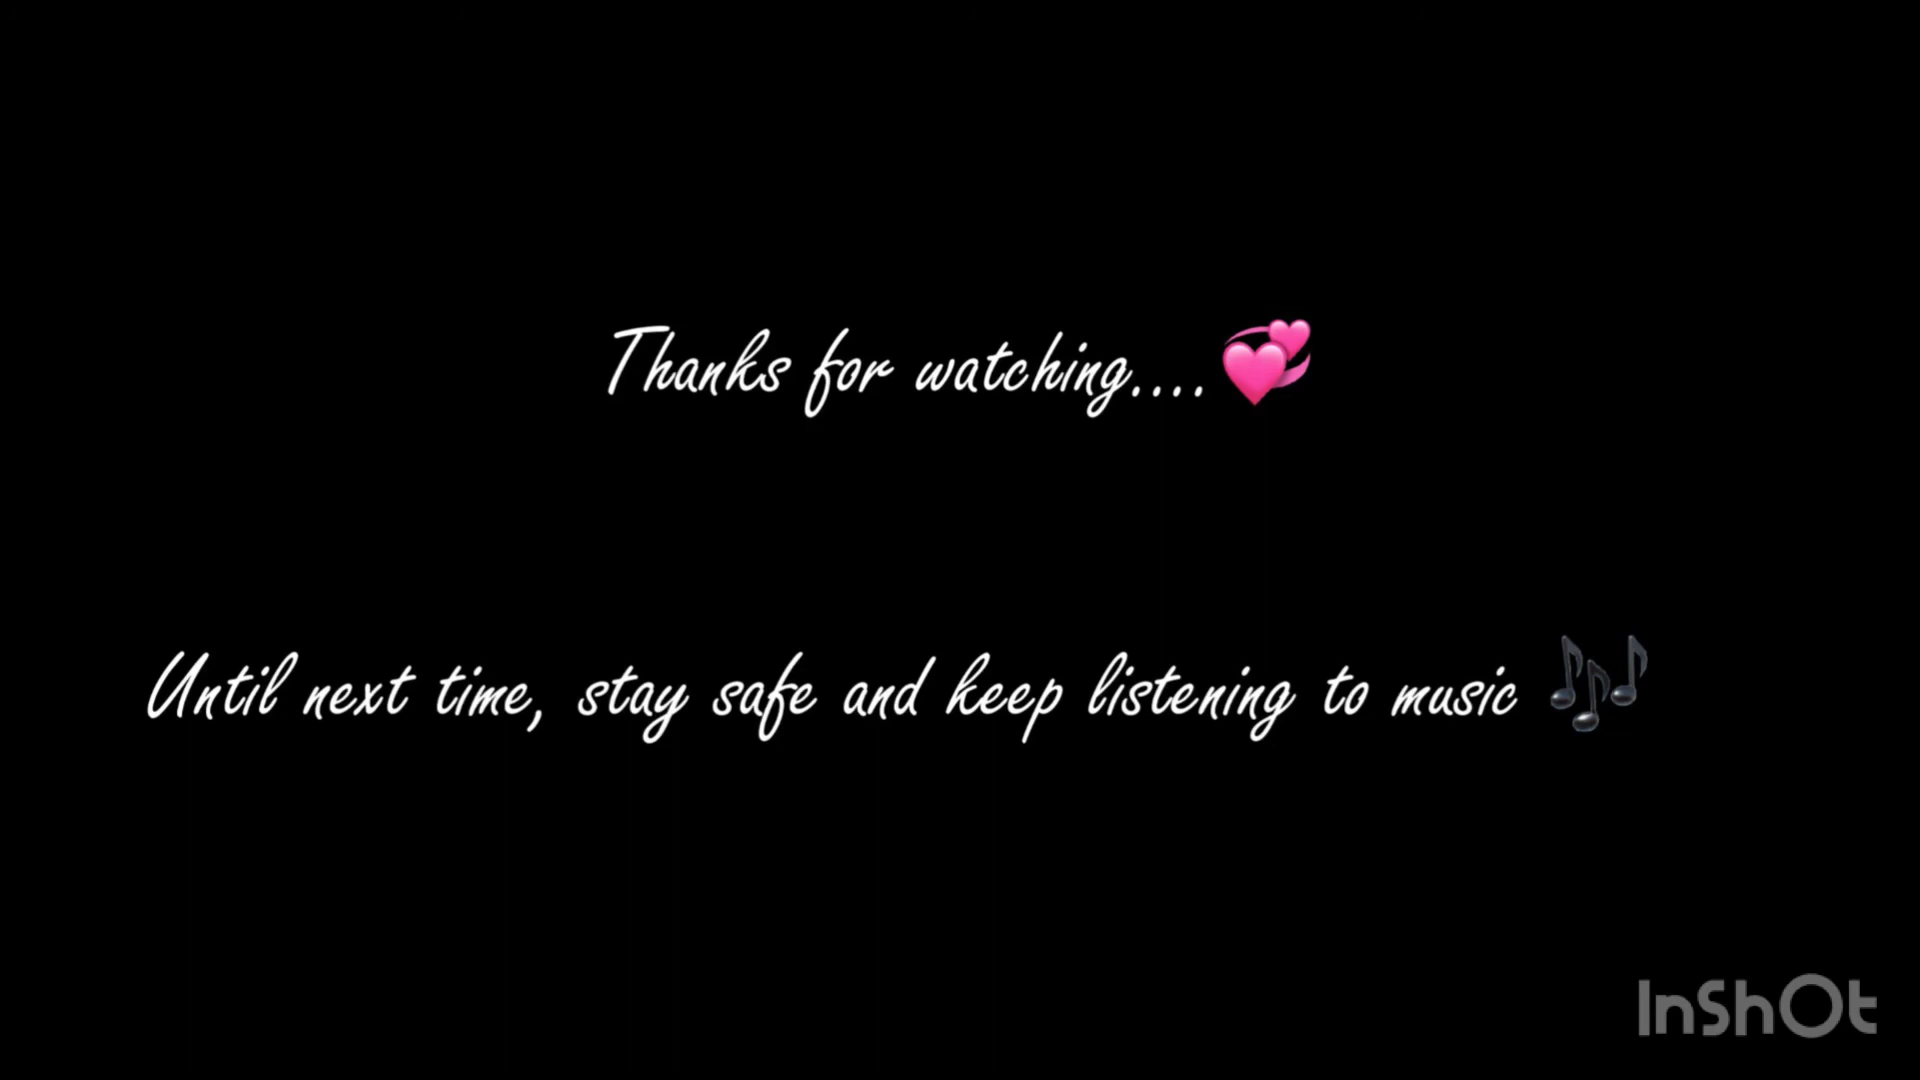 Thanks for watching....💞
Until next time, stay safe and keep listening to music 🎶
InShOt